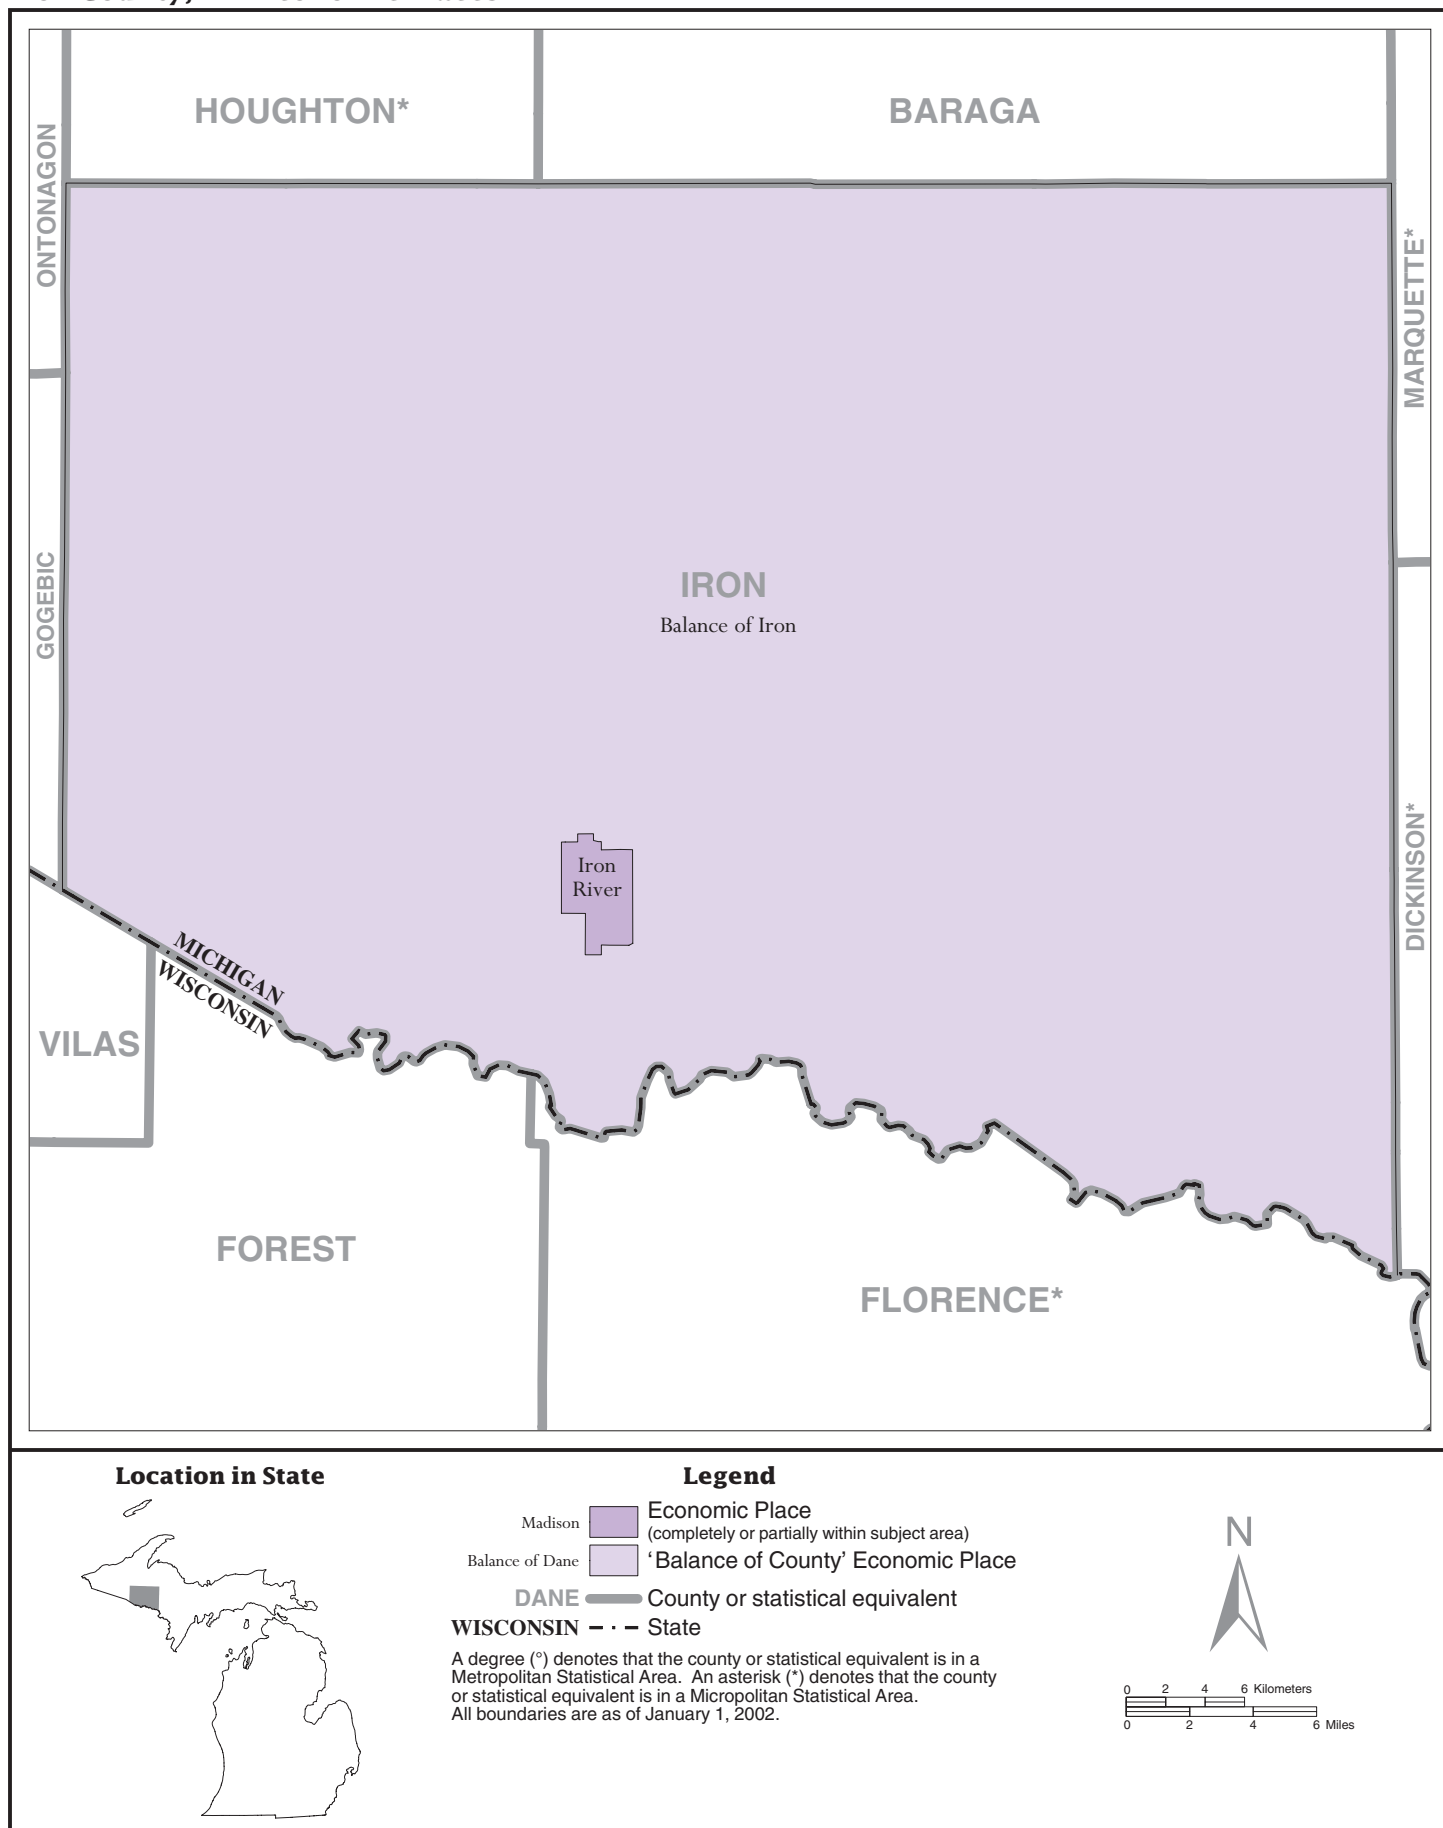 HOUGHTON*
BARAGA
ONTONAGON
MARQUETTE*
GOGEBIC
IRON
Balance of Iron
Iron
River
DICKINSON*
MICHIGAN
WISCONSIN
VILAS
FOREST
FLORENCE*
Location in State
Legend
Madison
Economic Place
(completely or partially within subject area)
Balance of Dane
'Balance of County' Economic Place
DANE
County or statistical equivalent
WISCONSIN
State
A degree (°) denotes that the county or statistical equivalent is in a
Metropolitan Statistical Area. An asterisk (*) denotes that the county
or statistical equivalent is in a Micropolitan Statistical Area.
All boundaries are as of January 1, 2002.
N
0 2 4 6 Kilometers
0 2 4 6 Miles